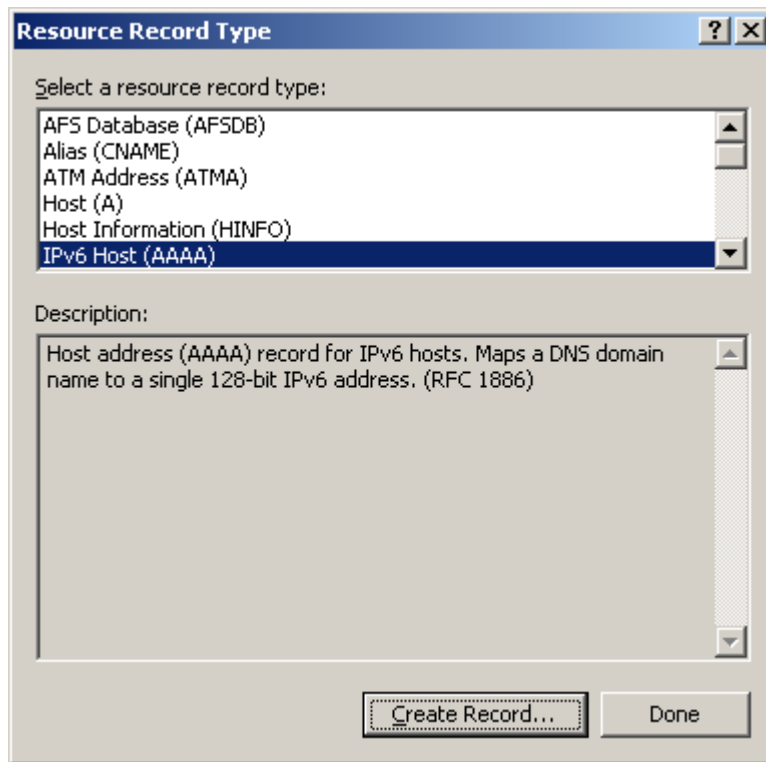 Resource Record Type
Select a resource record type:
AFS Database (AFSDB)
Alias (CNAME)
ATM Address (ATMA)
Host (A)
Host Information (HINFO)
IPv6 Host (AAAA)
Description:
Host address (AAAA) record for IPv6 hosts. Maps a DNS domain
name to a single 128-bit IPv6 address. (RFC 1886)
Create Record... Done